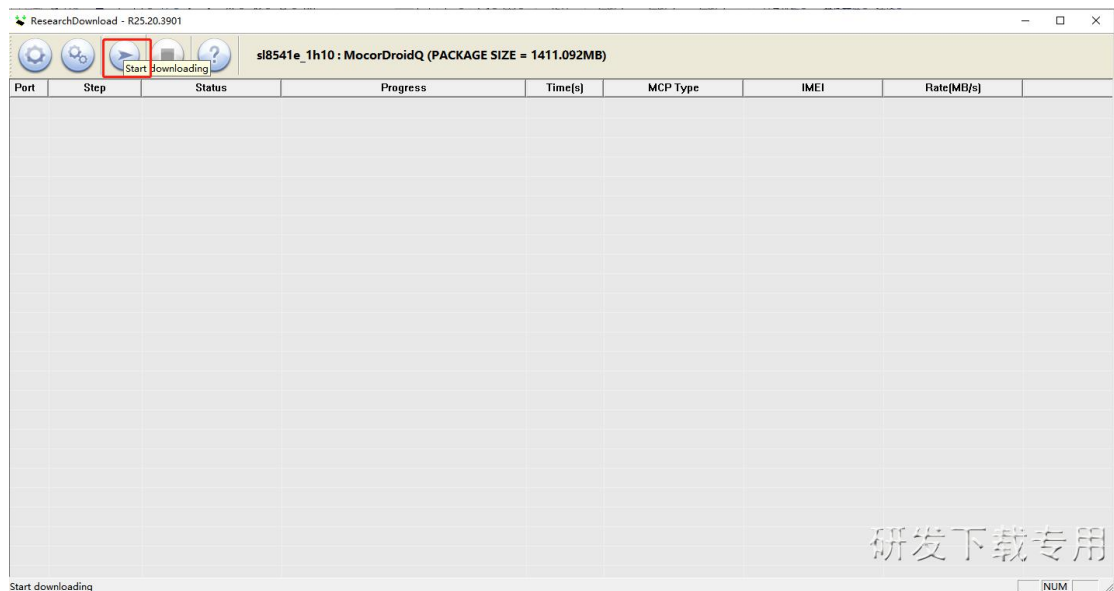 ResearchDownload - R25.20.3901
sl8541e_1h10 : MocorDroidQ (PACKAGE SIZE = 1411.092MB)
Start downloading
Port Step Status Progress Time(s) MCP Type IMEI Rate(MB/s)
研发下载专用
Start downloading NUM